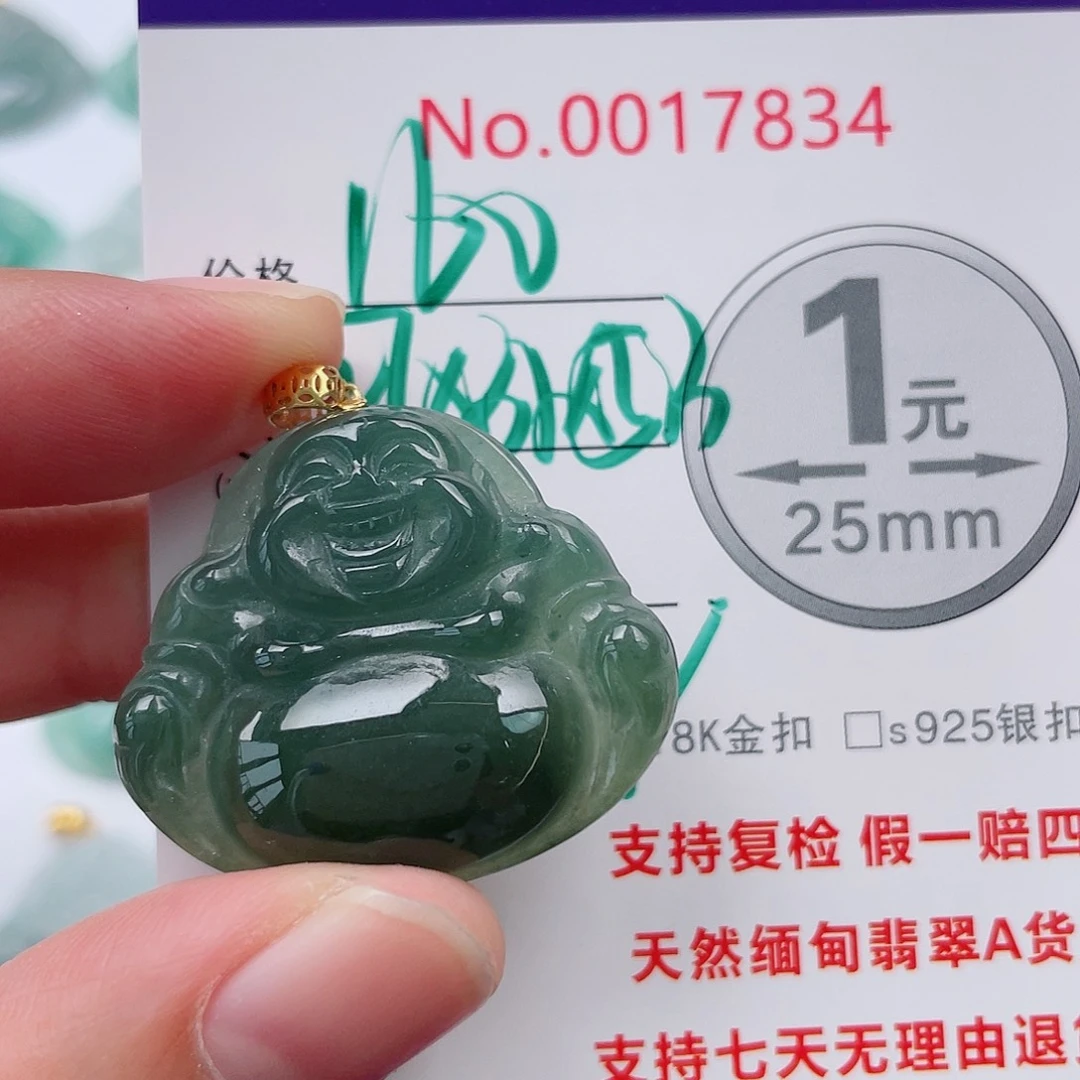 No.0017834
价格
1元
25mm
8K金扣 □s925银扣
支持复检 假一赔四
天然缅甸翡翠A货
支持七天无理由退